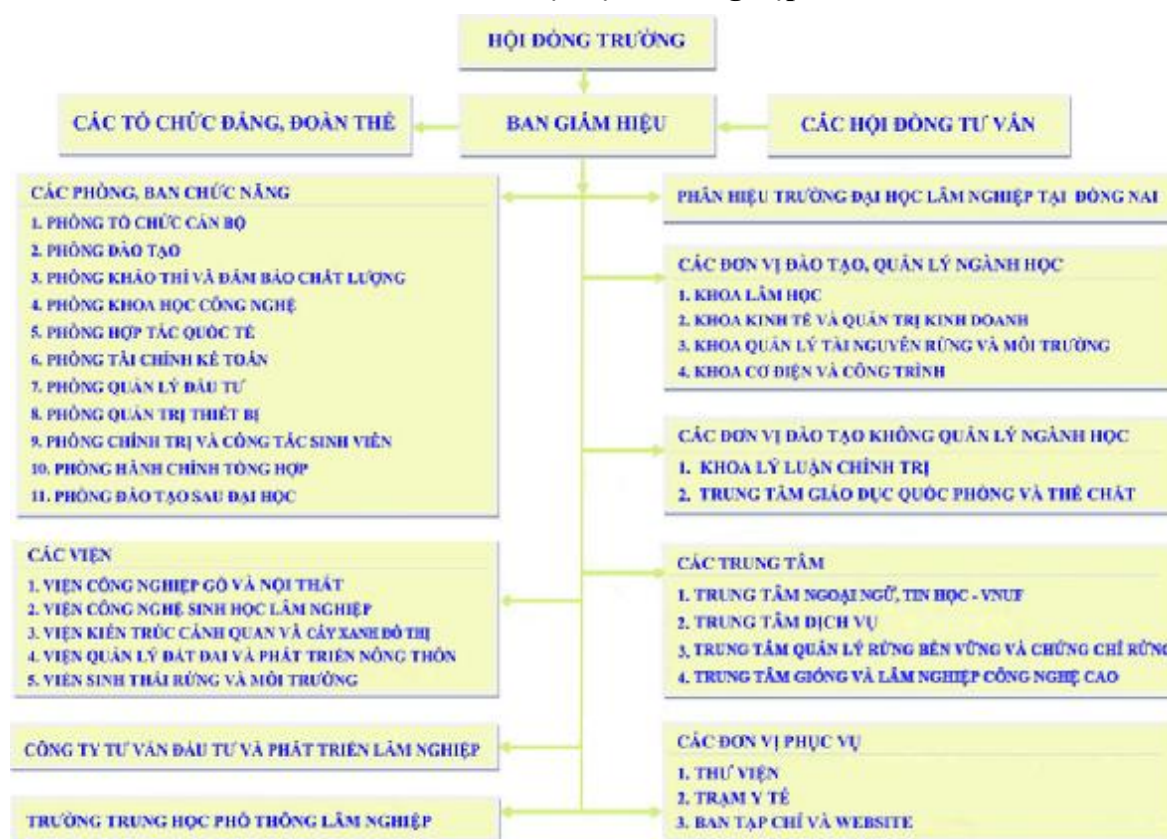 HỘI ĐỒNG TRƯỜNG
CÁC TỔ CHỨC ĐẢNG, ĐOÀN THỂ
BAN GIÁM HIỆU
CÁC HỘI ĐỒNG TƯ VẤN
CÁC PHÒNG, BAN CHỨC NĂNG
1. PHÒNG TỔ CHỨC CÁN BỘ
2. PHÒNG ĐÀO TẠO
3. PHÒNG KHẢO THÍ VÀ ĐẢM BẢO CHẤT LƯỢNG
4. PHÒNG KHOA HỌC CÔNG NGHỆ
5. PHÒNG HỢP TÁC QUỐC TẾ
6. PHÒNG TÀI CHÍNH KẾ TOÁN
7. PHÒNG QUẢN LÝ ĐẦU TƯ
8. PHÒNG QUẢN TRỊ THIẾT BỊ
9. PHÒNG CHÍNH TRỊ VÀ CÔNG TÁC SINH VIÊN
10. PHÒNG HÀNH CHÍNH TỔNG HỢP
11. PHÒNG ĐÀO TẠO SAU ĐẠI HỌC
CÁC VIỆN
1. VIỆN CÔNG NGHIỆP GỖ VÀ NỘI THẤT
2. VIỆN CÔNG NGHỆ SINH HỌC LÂM NGHIỆP
3. VIỆN KIẾN TRÚC CẢNH QUAN VÀ CÂY XANH ĐÔ THỊ
4. VIỆN QUẢN LÝ ĐẤT ĐAI VÀ PHÁT TRIỂN NÔNG THÔN
5. VIỆN SINH THÁI RỪNG VÀ MÔI TRƯỜNG
CÔNG TY TƯ VẤN ĐẦU TƯ VÀ PHÁT TRIỂN LÂM NGHIỆP
TRƯỜNG TRUNG HỌC PHỔ THÔNG LÂM NGHIỆP
PHÂN HIỆU TRƯỜNG ĐẠI HỌC LÂM NGHIỆP TẠI ĐỒNG NAI
CÁC ĐƠN VỊ ĐÀO TẠO, QUẢN LÝ NGÀNH HỌC
1. KHOA LÂM HỌC
2. KHOA KINH TẾ VÀ QUẢN TRỊ KINH DOANH
3. KHOA QUẢN LÝ TÀI NGUYÊN RỪNG VÀ MÔI TRƯỜNG
4. KHOA CƠ ĐIỆN VÀ CÔNG TRÌNH
CÁC ĐƠN VỊ ĐÀO TẠO KHÔNG QUẢN LÝ NGÀNH HỌC
1. KHOA LÝ LUẬN CHÍNH TRỊ
2. TRUNG TÂM GIÁO DỤC QUỐC PHÒNG VÀ THỂ CHẤT
CÁC TRUNG TÂM
1. TRUNG TÂM NGOẠI NGỮ, TIN HỌC - VNUF
2. TRUNG TÂM DỊCH VỤ
3. TRUNG TÂM QUẢN LÝ RỪNG BỀN VỮNG VÀ CHỨNG CHỈ RỪNG
4. TRUNG TÂM GIỐNG VÀ LÂM NGHIỆP CÔNG NGHỆ CAO
CÁC ĐƠN VỊ PHỤC VỤ
1. THƯ VIỆN
2. TRẠM Y TẾ
3. BAN TẠP CHÍ VÀ WEBSITE